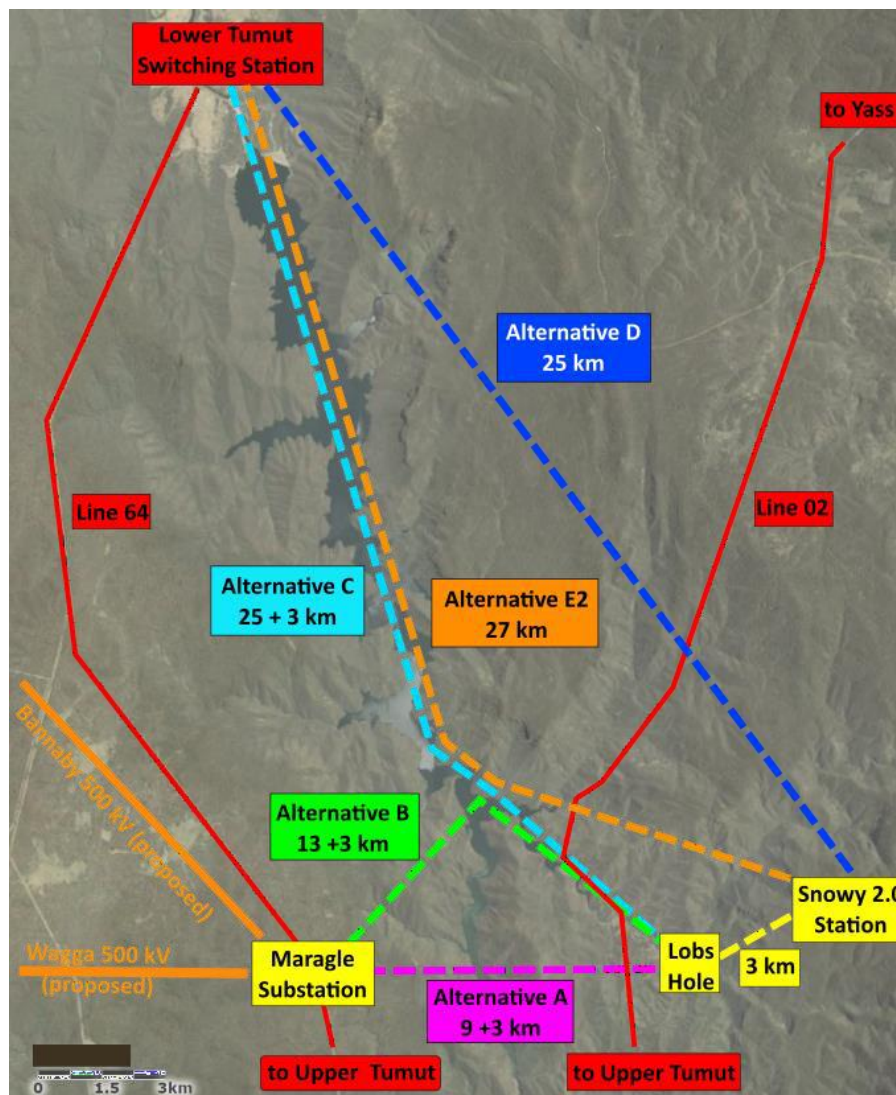 Lower Tumut
Switching Station
to Yass
Alternative D
25 km
Line 64
Line 02
Alternative C
25 + 3 km
Alternative E2
27 km
Bannaby 500 kV (proposed)
Alternative B
13 +3 km
Snowy 2.0
Station
Wagga 500 kV
(proposed)
Maragle
Substation
Lobs
Hole
3 km
Alternative A
9 +3 km
to Upper Tumut
to Upper Tumut
0 1.5 3km